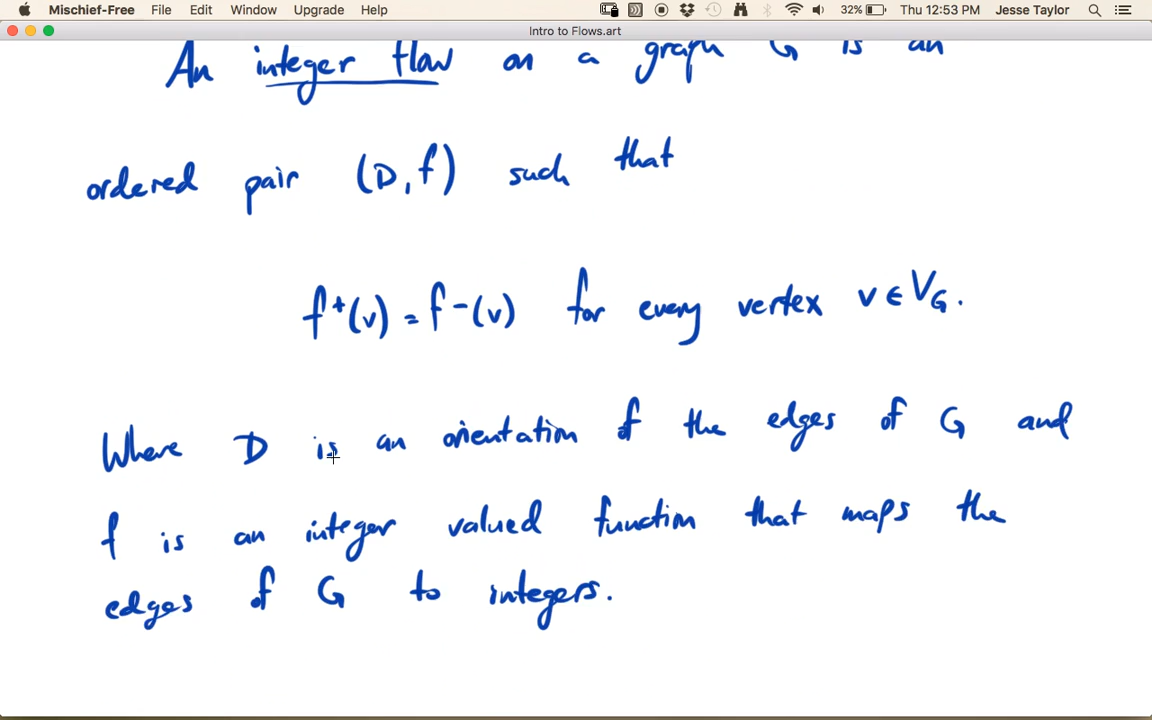 Mischief-Free File Edit Window Upgrade Help 32% Thu 12:53 PM Jesse Taylor
Intro to Flows.art
An integer flow on a graph G is an
ordered pair (D,f) such that
f+(v) = f-(v) for every vertex v ∈ VG.
Where D is an orientation of the edges of G and
f is an integer valued function that maps the
edges of G to integers.